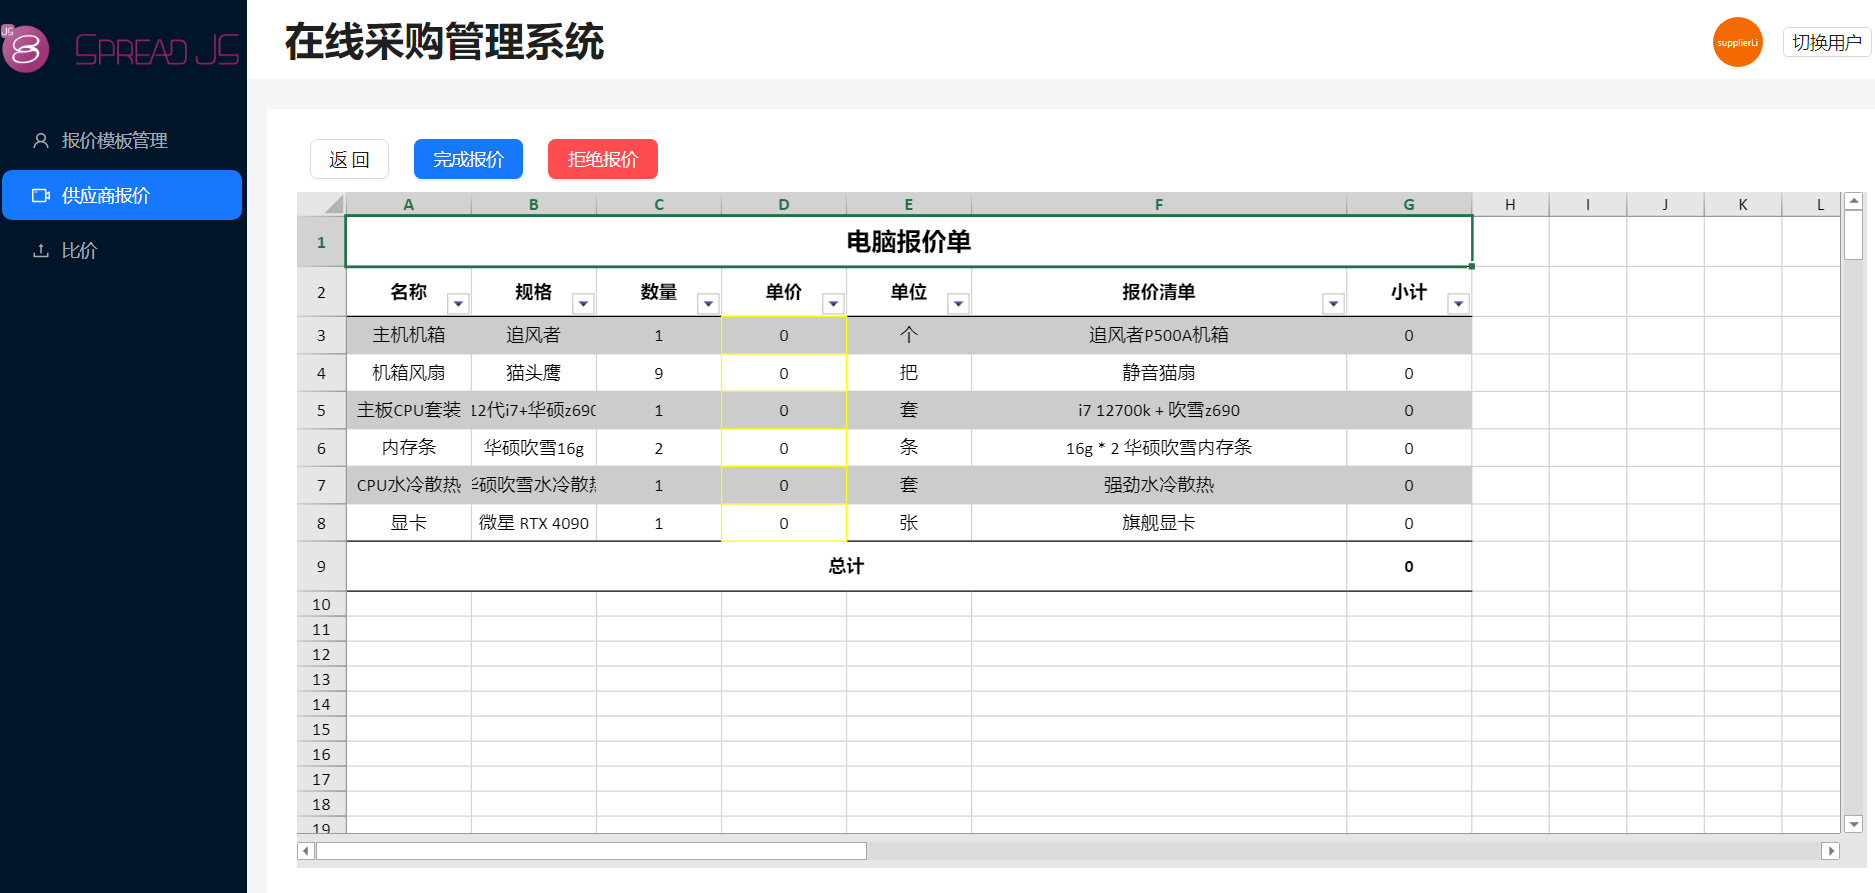 JS
SPREAD JS
在线采购管理系统
supplierLi
切换用户
报价模板管理
供应商报价
比价
返 回
完成报价
拒绝报价
A B C D E F G H I J K L
1 电脑报价单
2 名称 规格 数量 单价 单位 报价清单 小计
3 主机机箱 追风者 1 0 个 追风者P500A机箱 0
4 机箱风扇 猫头鹰 9 0 把 静音猫扇 0
5 主板CPU套装 12代i7+华硕z690 1 0 套 i7 12700k + 吹雪z690 0
6 内存条 华硕吹雪16g 2 0 条 16g * 2 华硕吹雪内存条 0
7 CPU水冷散热 华硕吹雪水冷散热 1 0 套 强劲水冷散热 0
8 显卡 微星 RTX 4090 1 0 张 旗舰显卡 0
9 总计 0
10
11
12
13
14
15
16
17
18
19